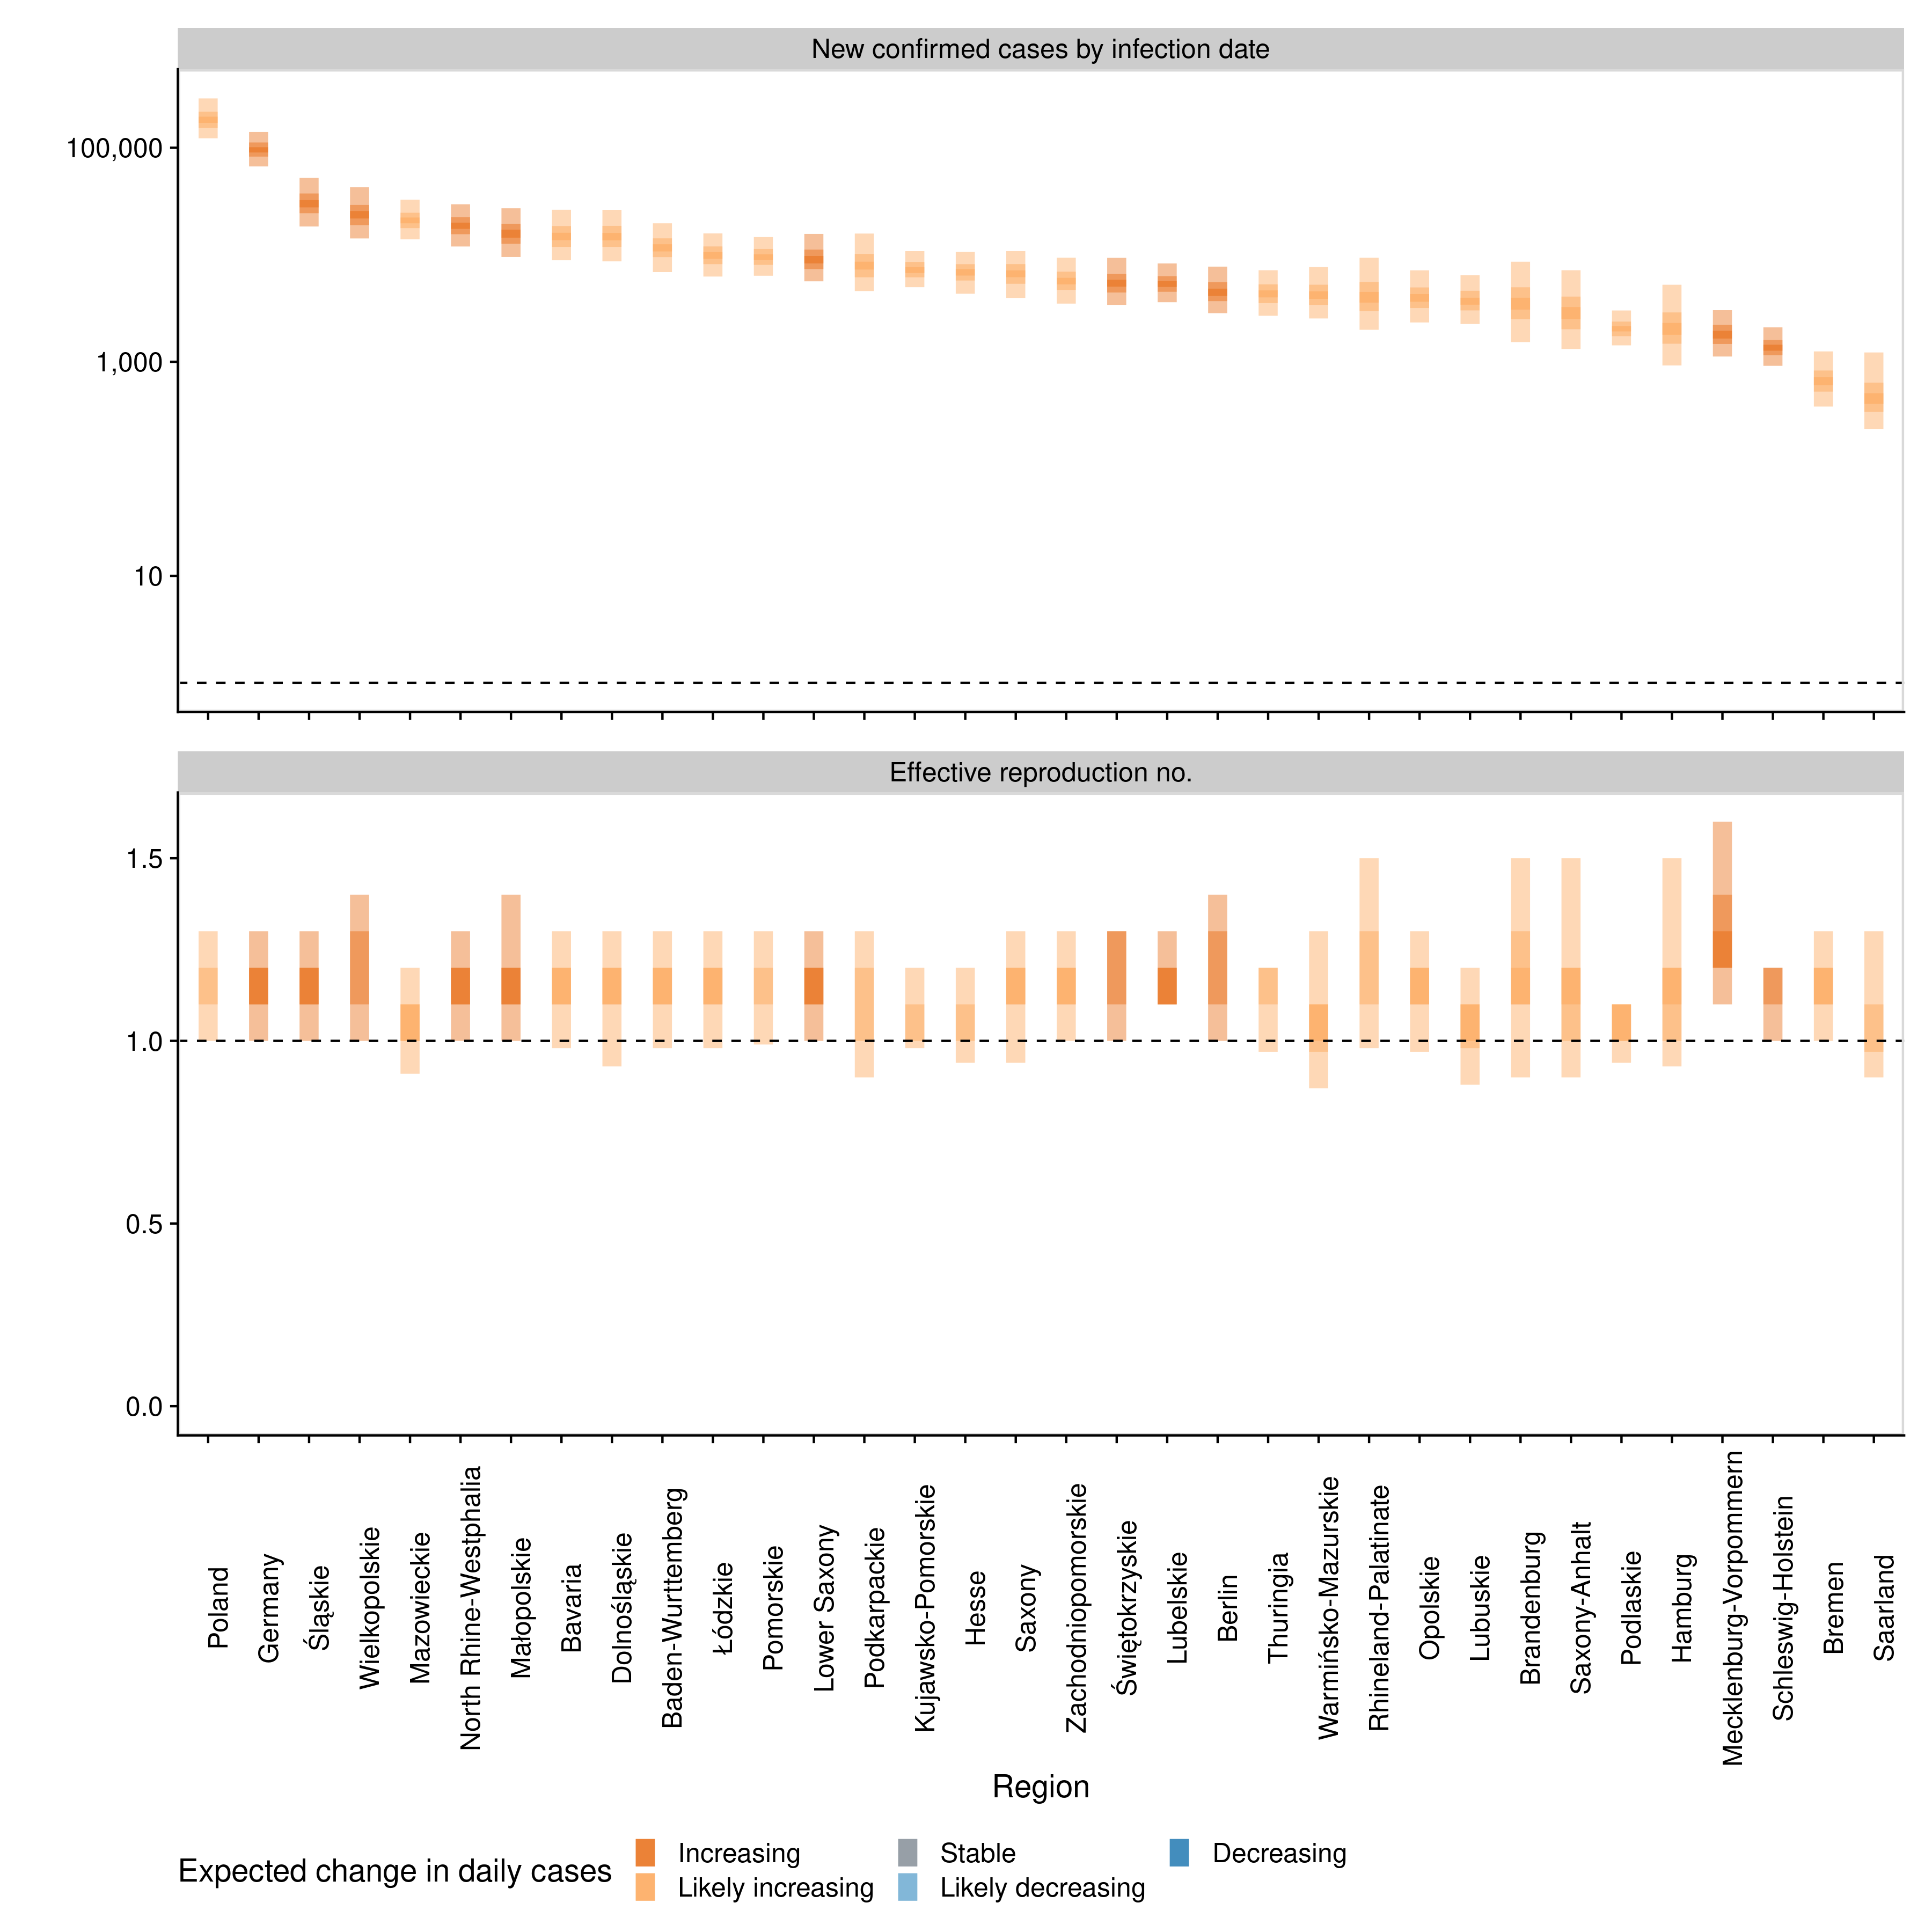 New confirmed cases by infection date
100,000
1,000
10
Effective reproduction no.
1.5
1.0
0.5
0.0
Poland
Germany
Śląskie
Wielkopolskie
Mazowieckie
North Rhine-Westphalia
Małopolskie
Bavaria
Dolnośląskie
Baden-Wurttemberg
Łódzkie
Pomorskie
Lower Saxony
Podkarpackie
Kujawsko-Pomorskie
Hesse
Saxony
Zachodniopomorskie
Świętokrzyskie
Lubelskie
Berlin
Thuringia
Warmińsko-Mazurskie
Rhineland-Palatinate
Opolskie
Lubuskie
Brandenburg
Saxony-Anhalt
Podlaskie
Hamburg
Mecklenburg-Vorpommern
Schleswig-Holstein
Bremen
Saarland
Region
Expected change in daily cases
Increasing
Likely increasing
Stable
Likely decreasing
Decreasing